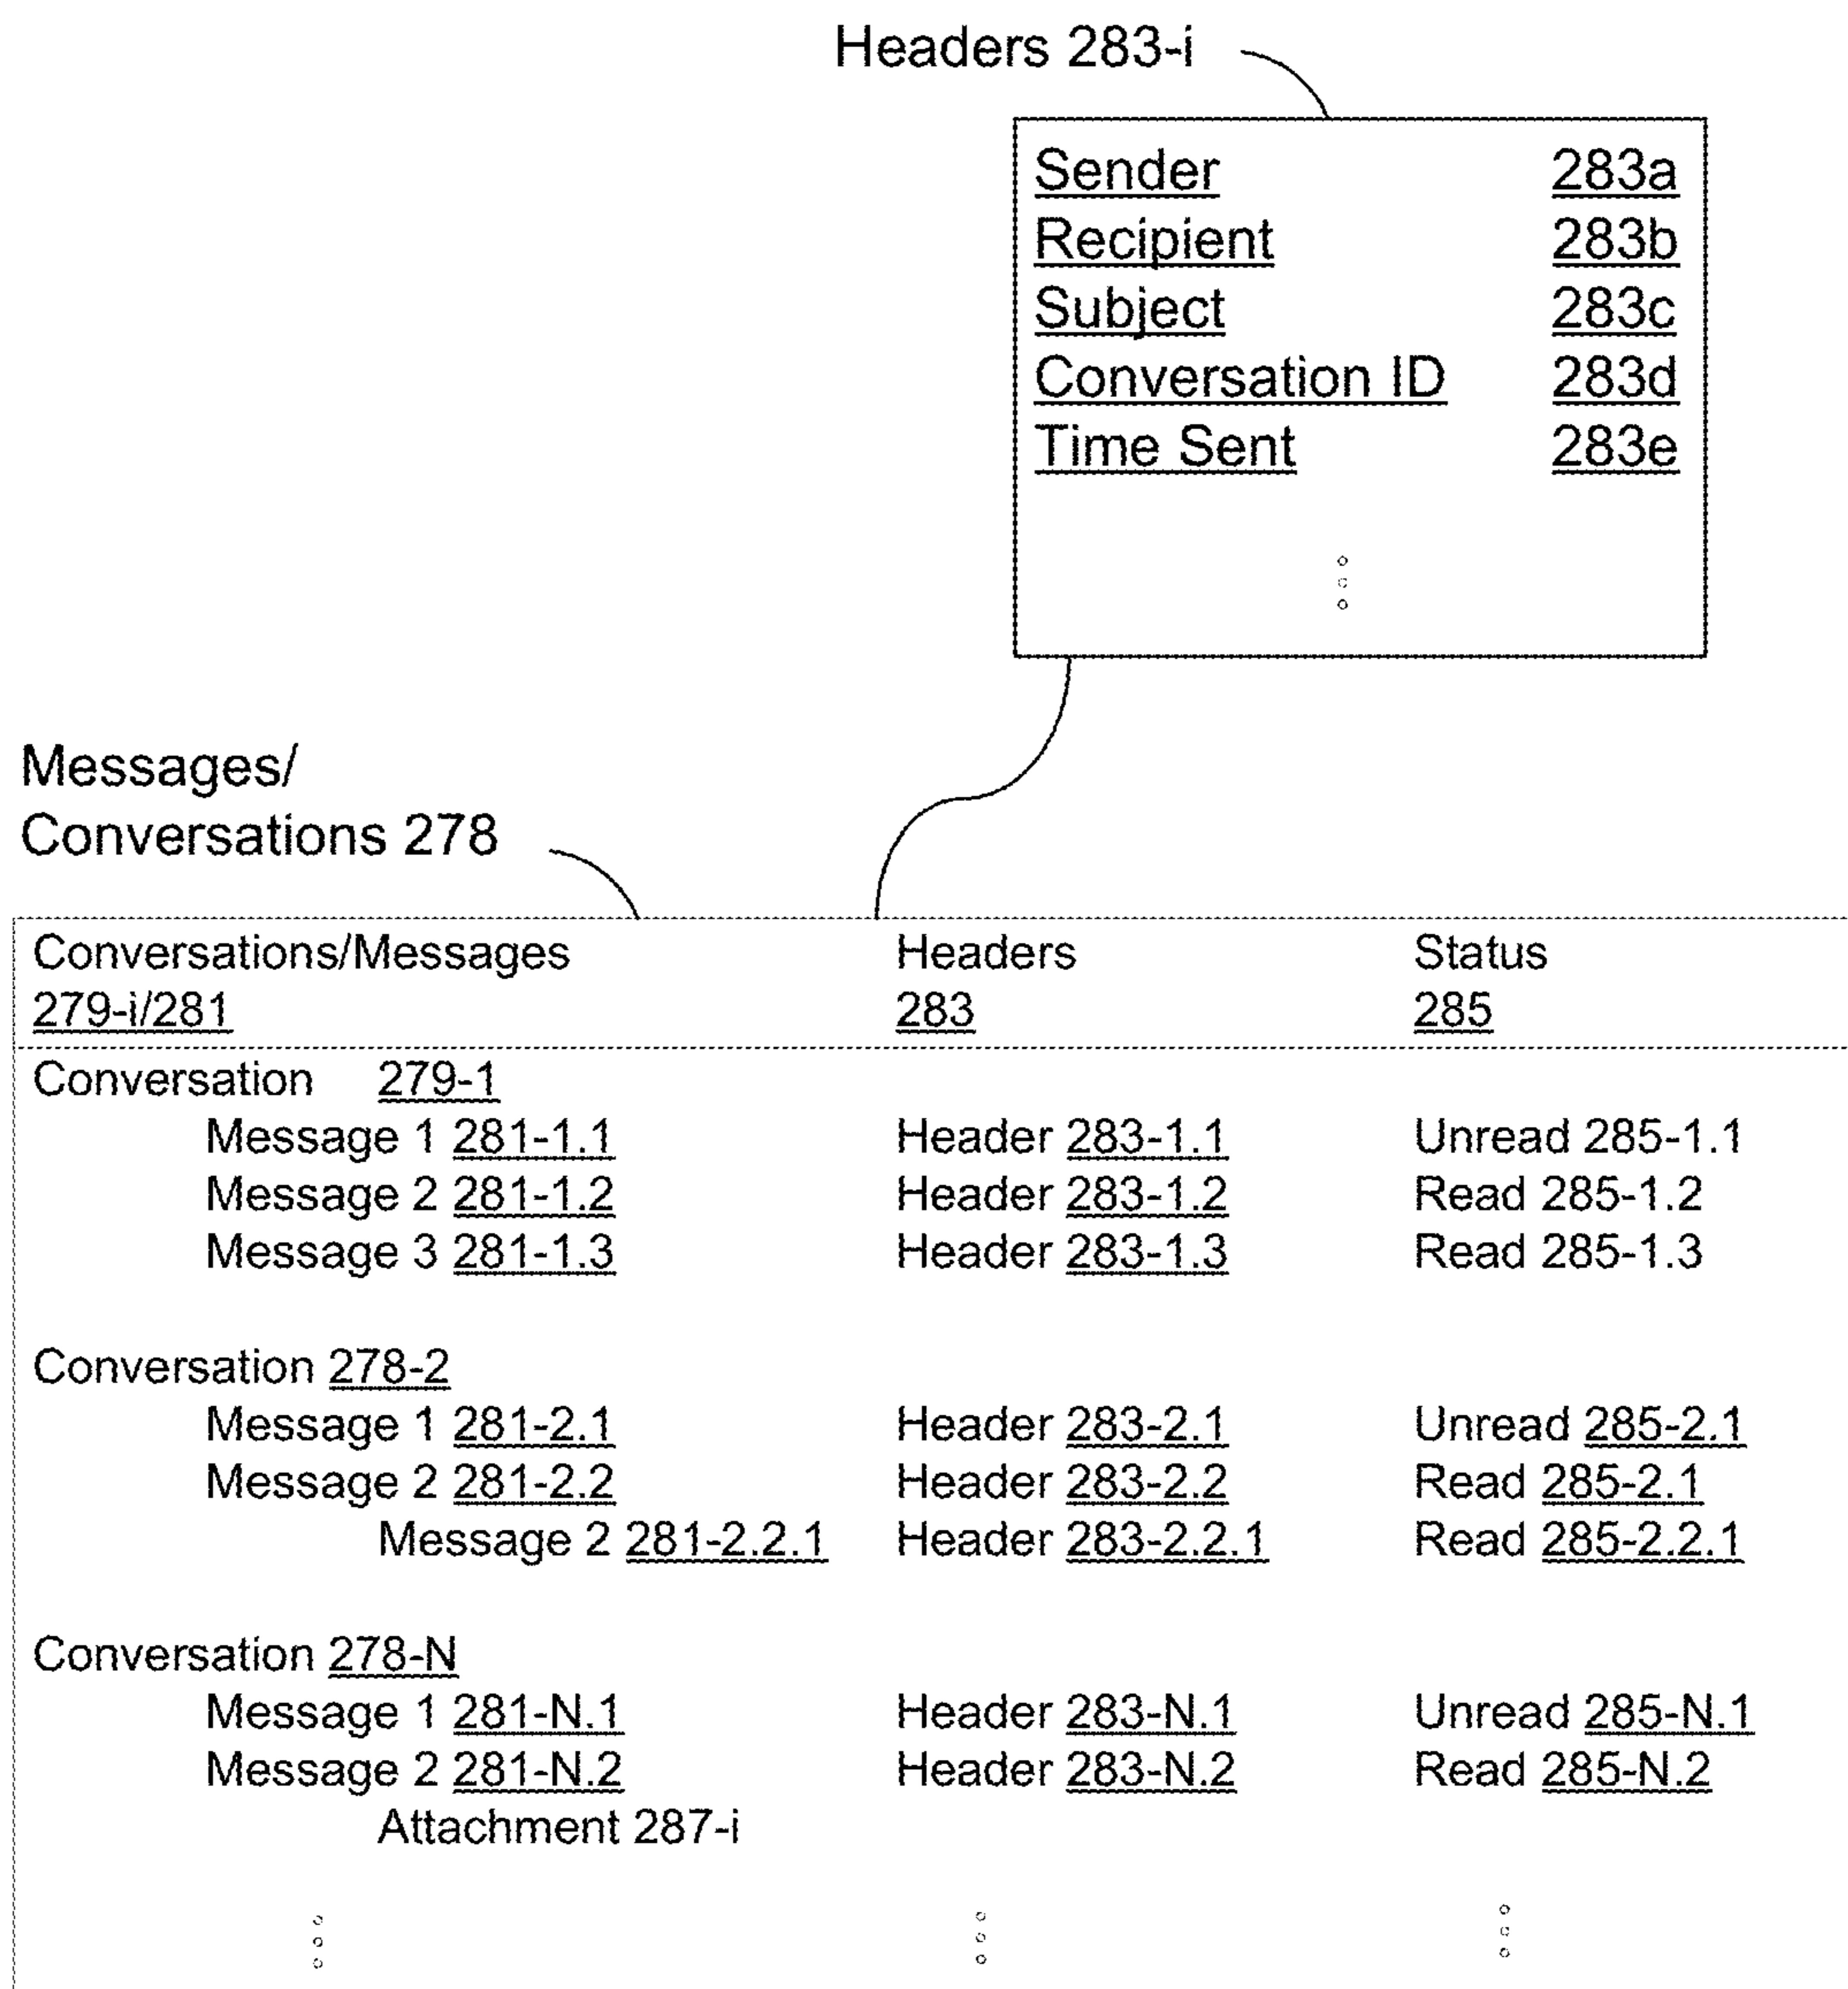 Headers 283-i
Sender 283a
Recipient 283b
Subject 283c
Conversation ID 283d
Time Sent 283e
Messages/
Conversations 278
Conversations/Messages Headers Status
279-i/281 283 285
Conversation 279-1
Message 1 281-1.1 Header 283-1.1 Unread 285-1.1
Message 2 281-1.2 Header 283-1.2 Read 285-1.2
Message 3 281-1.3 Header 283-1.3 Read 285-1.3
Conversation 278-2
Message 1 281-2.1 Header 283-2.1 Unread 285-2.1
Message 2 281-2.2 Header 283-2.2 Read 285-2.1
Message 2 281-2.2.1 Header 283-2.2.1 Read 285-2.2.1
Conversation 278-N
Message 1 281-N.1 Header 283-N.1 Unread 285-N.1
Message 2 281-N.2 Header 283-N.2 Read 285-N.2
Attachment 287-i